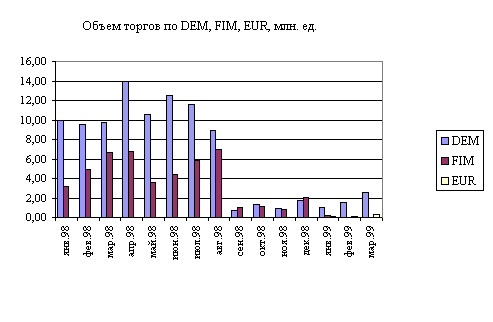 Объем торгов по DEM, FIM, EUR, млн. ед.
16,00
14,00
12,00
10,00
8,00
6,00
4,00
2,00
0,00
янв.98
фев.98
мар.98
апр.98
май.98
июн.98
июл.98
авг.98
сен.98
окт.98
ноя.98
дек.98
янв.99
фев.99
мар.99
DEM
FIM
EUR